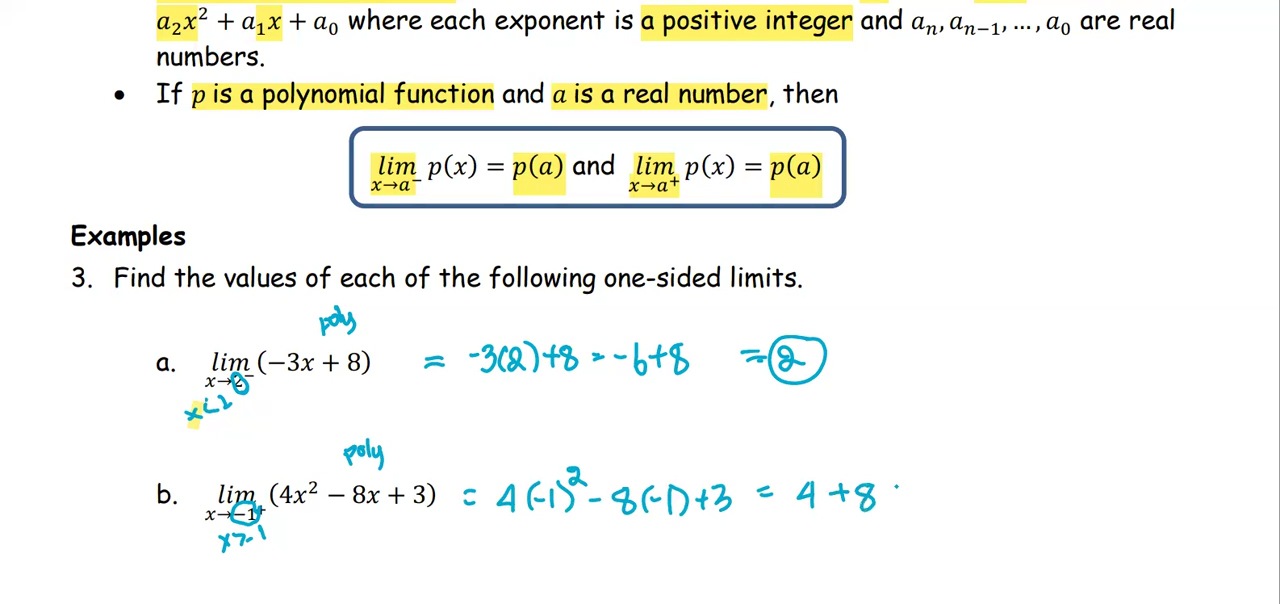 a₂x² + a₁x + a₀ where each exponent is a positive integer and aₙ, aₙ₋₁, …, a₀ are real
numbers.
• If p is a polynomial function and a is a real number, then
lim x→a⁻ p(x) = p(a) and lim x→a⁺ p(x) = p(a)
Examples
3. Find the values of each of the following one-sided limits.
poly
a. lim x→2⁻ (−3x + 8) = -3(2)+8 = -6+8 = 2
x<2
poly
b. lim x→−1⁺ (4x² − 8x + 3) = 4(-1)² - 8(-1)+3 = 4 +8
x>-1